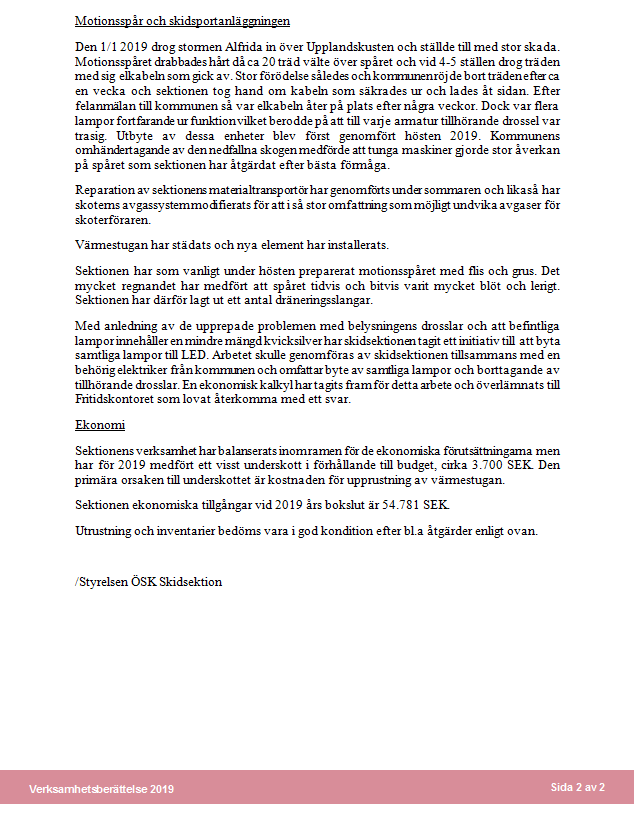 Motionsspår och skidsportanläggningen
Den 1/1 2019 drog stormen Alfrida in över Upplandskusten och ställde till med stor skada.
Motionsspåret drabbades hårt då ca 20 träd välte över spåret och vid 4-5 ställen drog träden
med sig elkabeln som gick av. Stor förödelse således och kommunen röjde bort träden efter ca
en vecka och sektionen tog hand om kabeln som säkrades ur och lades åt sidan. Efter
felanmälan till kommunen så var elkabeln åter på plats efter några veckor. Dock var flera
lampor fortfarande ur funktion vilket berodde på att till varje armatur tillhörande drossel var
trasig. Utbyte av dessa enheter blev först genomfört hösten 2019. Kommunens
omhändertagande av den nedfallna skogen medförde att tunga maskiner gjorde stor åverkan
på spåret som sektionen har åtgärdat efter bästa förmåga.
Reparation av sektionens materialtransportör har genomförts under sommaren och likaså har
skoterns avgassystem modifierats för att i så stor omfattning som möjligt undvika avgaser för
skoterföraren.
Värmestugan har städats och nya element har installerats.
Sektionen har som vanligt under hösten preparerat motionsspåret med flis och grus. Det
mycket regnandet har medfört att spåret tidvis och bitvis varit mycket blöt och lerigt.
Sektionen har därför lagt ut ett antal dräneringsslangar.
Med anledning av de upprepade problemen med belysningens drosslar och att befintliga
lampor innehåller en mindre mängd kvicksilver har skidsektionen tagit ett initiativ till att byta
samtliga lampor till LED. Arbetet skulle genomföras av skidsektionen tillsammans med en
behörig elektriker från kommunen och omfattar byte av samtliga lampor och borttagande av
tillhörande drosslar. En ekonomisk kalkyl har tagits fram för detta arbete och överlämnats till
Fritidskontoret som lovat återkomma med ett svar.
Ekonomi
Sektionens verksamhet har balanserats inom ramen för de ekonomiska förutsättningarna men
har för 2019 medfört ett visst underskott i förhållande till budget, cirka 3.700 SEK. Den
primära orsaken till underskottet är kostnaden för upprustning av värmestugan.
Sektionen ekonomiska tillgångar vid 2019 års bokslut är 54.781 SEK.
Utrustning och inventarier bedöms vara i god kondition efter bl.a åtgärder enligt ovan.
/Styrelsen ÖSK Skidsektion
Verksamhetsberättelse 2019
Sida 2 av 2